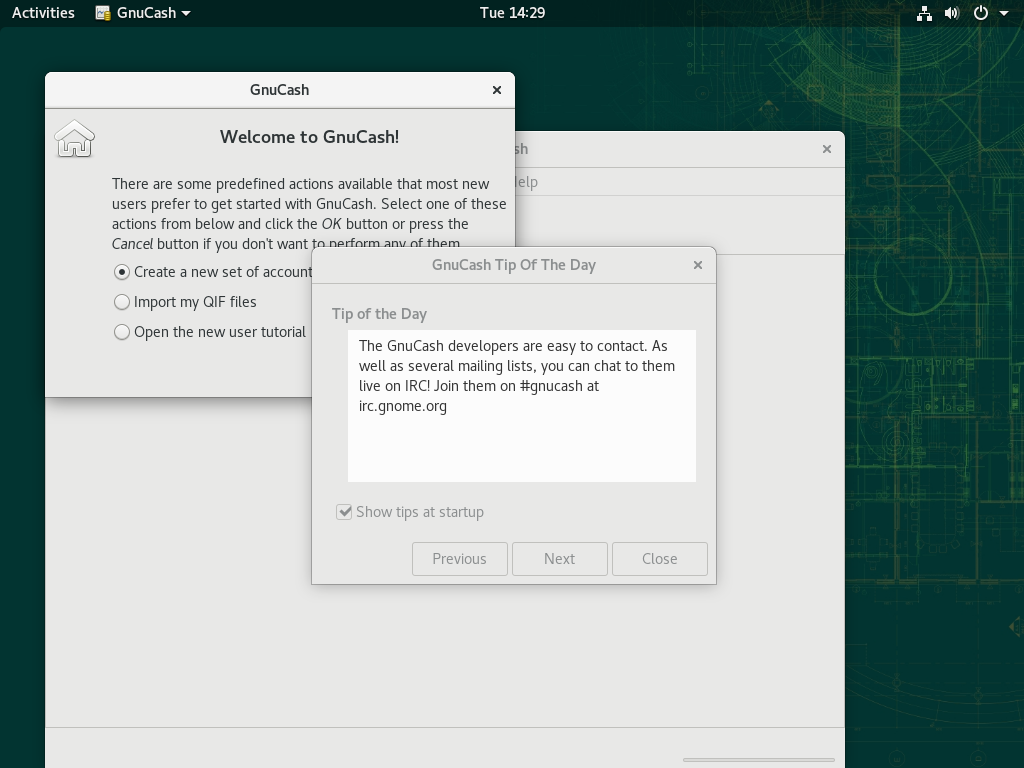 Activities
GnuCash
Tue 14:29
GnuCash
Welcome to GnuCash!
There are some predefined actions available that most new
users prefer to get started with GnuCash. Select one of these
actions from below and click the OK button or press the
Cancel button if you don't want to perform any of them.
Create a new set of account
Import my QIF files
Open the new user tutorial
sh
elp
GnuCash Tip Of The Day
Tip of the Day
The GnuCash developers are easy to contact. As
well as several mailing lists, you can chat to them
live on IRC! Join them on #gnucash at
irc.gnome.org
Show tips at startup
Previous
Next
Close